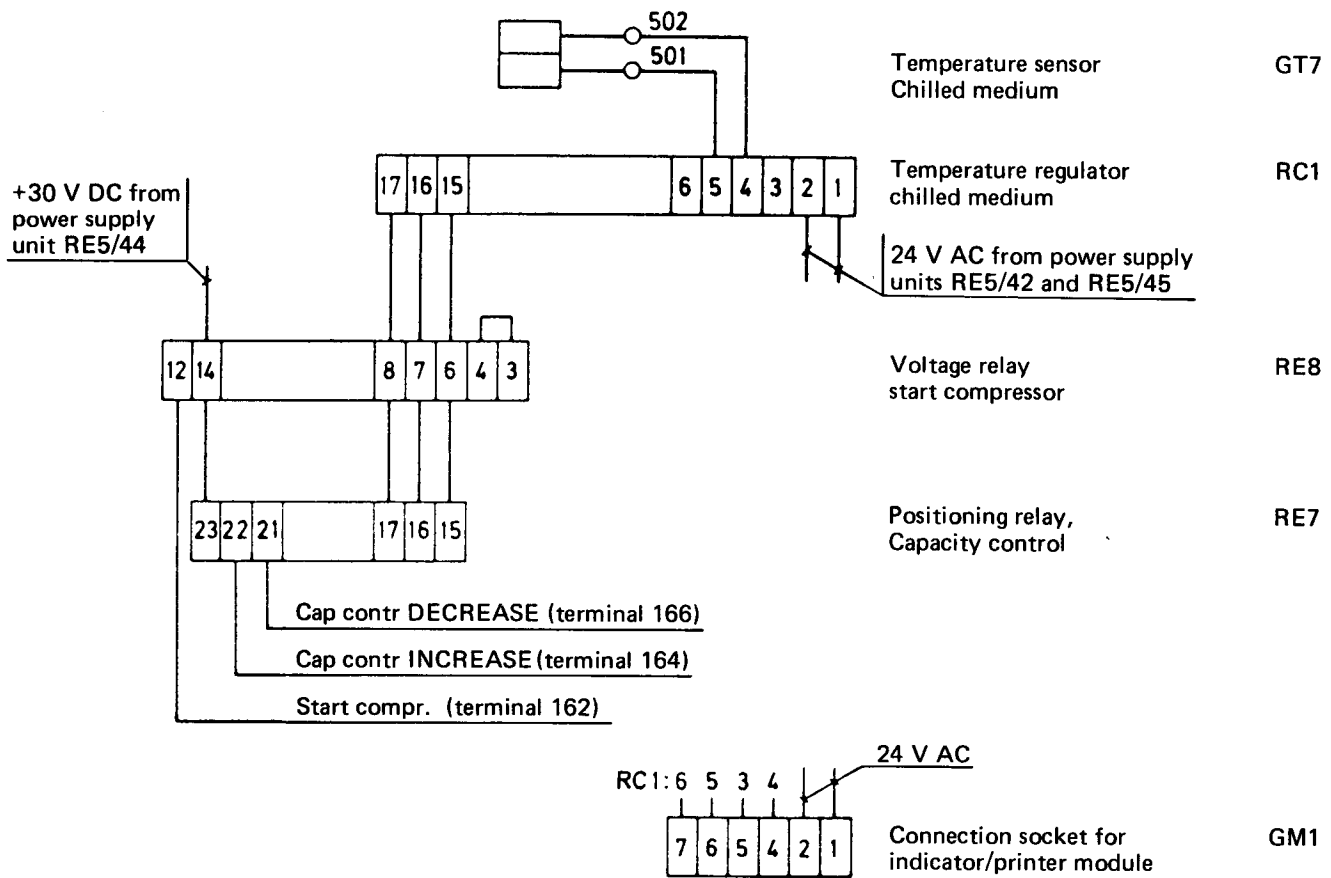 502
501
Temperature sensor
Chilled medium
GT7
17 16 15 6 5 4 3 2 1
Temperature regulator
chilled medium
RC1
+30 V DC from
power supply
unit RE5/44
24 V AC from power supply
units RE5/42 and RE5/45
12 14 8 7 6 4 3
Voltage relay
start compressor
RE8
23 22 21 17 16 15
Positioning relay,
Capacity control
RE7
Cap contr DECREASE (terminal 166)
Cap contr INCREASE (terminal 164)
Start compr. (terminal 162)
24 V AC
RC1: 6 5 3 4
7 6 5 4 2 1
Connection socket for
indicator/printer module
GM1